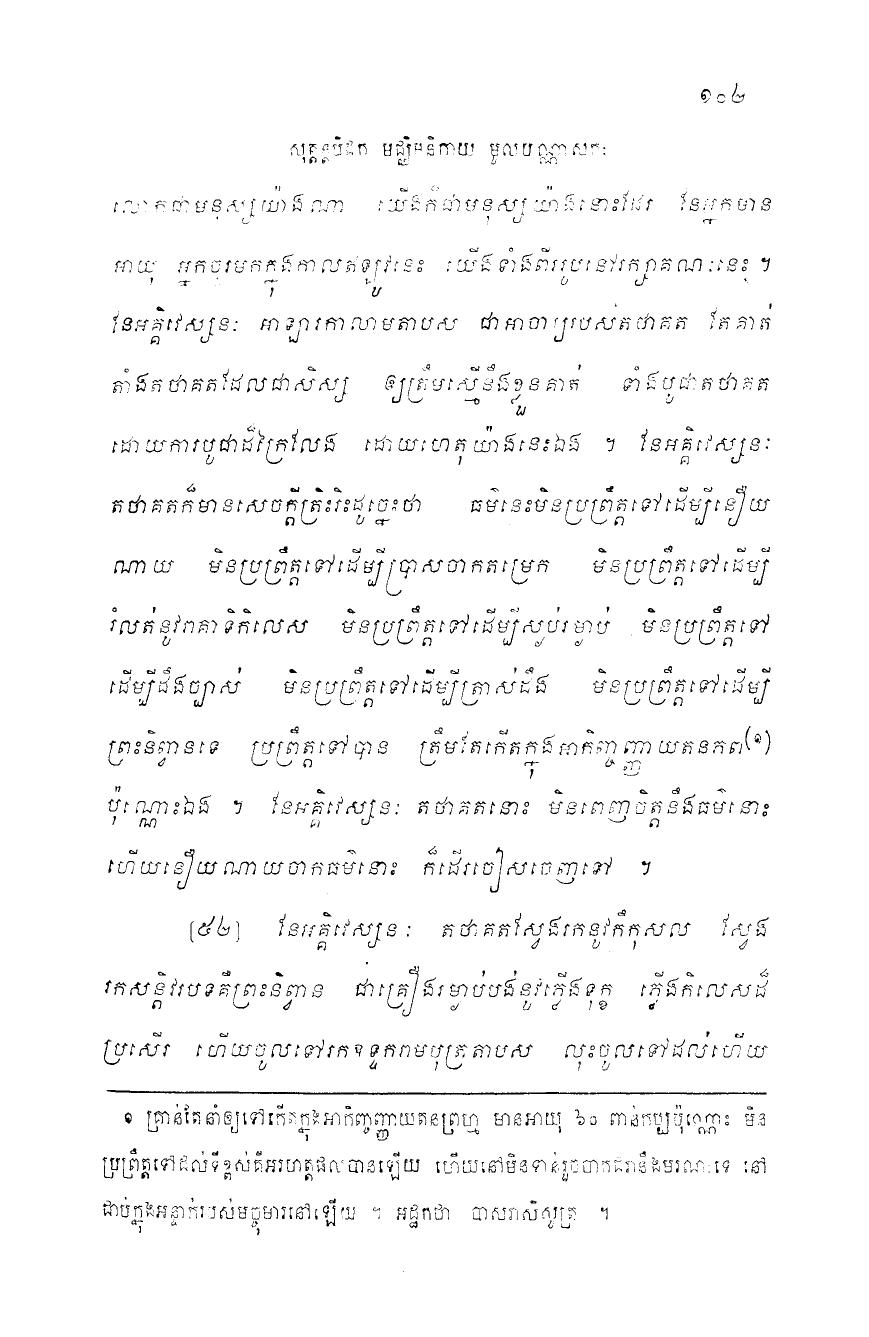 ១០៤
សុត្តន្តបិដក មជ្ឈិមនិកាយ មូលបណ្ណាសកៈ
លោកជាមនុស្សយ៉ាងណា យើងក៏ជាមនុស្សយ៉ាងនោះដែរ នែអ្នកមាន
អាយុ អ្នកចូរមកក្នុងកាលឥឡូវនេះ យើងទាំងពីររូបនៅរក្សាគណៈនេះ ។
នែអគ្គិវេស្សនៈ អាឡារកាលាមតាបស ជាអាចារ្យរបស់តថាគត តែគាត់
តាំងតថាគតដែលជាសិស្ស ឲ្យត្រឹមស្មើនឹងខ្លួនគាត់ ទាំងបូជាតថាគត
ដោយការបូជាដ៏ក្រៃលែង ដោយហេតុយ៉ាងនេះឯង ។ នែអគ្គិវេស្សនៈ
តថាគតក៏មានសេចក្តីត្រិះរិះដូច្នេះថា ធម៌នេះមិនប្រព្រឹត្តទៅដើម្បីនឿយ
ណាយ មិនប្រព្រឹត្តទៅដើម្បីប្រាសចាកតម្រេក មិនប្រព្រឹត្តទៅដើម្បី
រំលត់នូវរាគាទិកិលេស មិនប្រព្រឹត្តទៅដើម្បីស្ងប់រម្ងាប់ មិនប្រព្រឹត្តទៅ
ដើម្បីដឹងច្បាស់ មិនប្រព្រឹត្តទៅដើម្បីត្រាស់ដឹង មិនប្រព្រឹត្តទៅដើម្បី
ព្រះនិព្វានទេ ប្រព្រឹត្តទៅបាន ត្រឹមតែកើតក្នុងអាកិញ្ចញ្ញាយតនភព(១)
ប៉ុណ្ណោះឯង ។ នែអគ្គិវេស្សនៈ តថាគតនោះ មិនពេញចិត្តនឹងធម៌នោះ
ហើយនឿយណាយចាកធម៌នោះ ក៏ដើរចៀសចេញទៅ ។
[៥៤] នែអគ្គិវេស្សនៈ តថាគតស្វែងរកនូវកឹកុសល ស្វែង
រកសន្តិវរបទគឺព្រះនិព្វាន ជាគ្រឿងរម្ងាប់បង់នូវភ្លើងទុក្ខ ភ្លើងកិលេសដ៏
ប្រសើរ ហើយចូលទៅរកឧទ្ទករាមបុត្រតាបស លុះចូលទៅដល់ហើយ
១ គ្រាន់តែនាំឲ្យទៅកើតក្នុងអាកិញ្ចញ្ញាយតនព្រហ្ម មានអាយុ ៦០ ពាន់កប្បប៉ុណ្ណោះ មិន
ប្រព្រឹត្តទៅដល់ទីខ្ពស់គឺអរហត្តផលបានឡើយ ហើយនៅមិនទាន់រួចចាកជរានឹងមរណៈទេ នៅ
ជាប់ក្នុងអន្ទាក់របស់មច្ចុមារនៅឡើយ ។ អដ្ឋកថា បាសរាសិសូត្រ ។